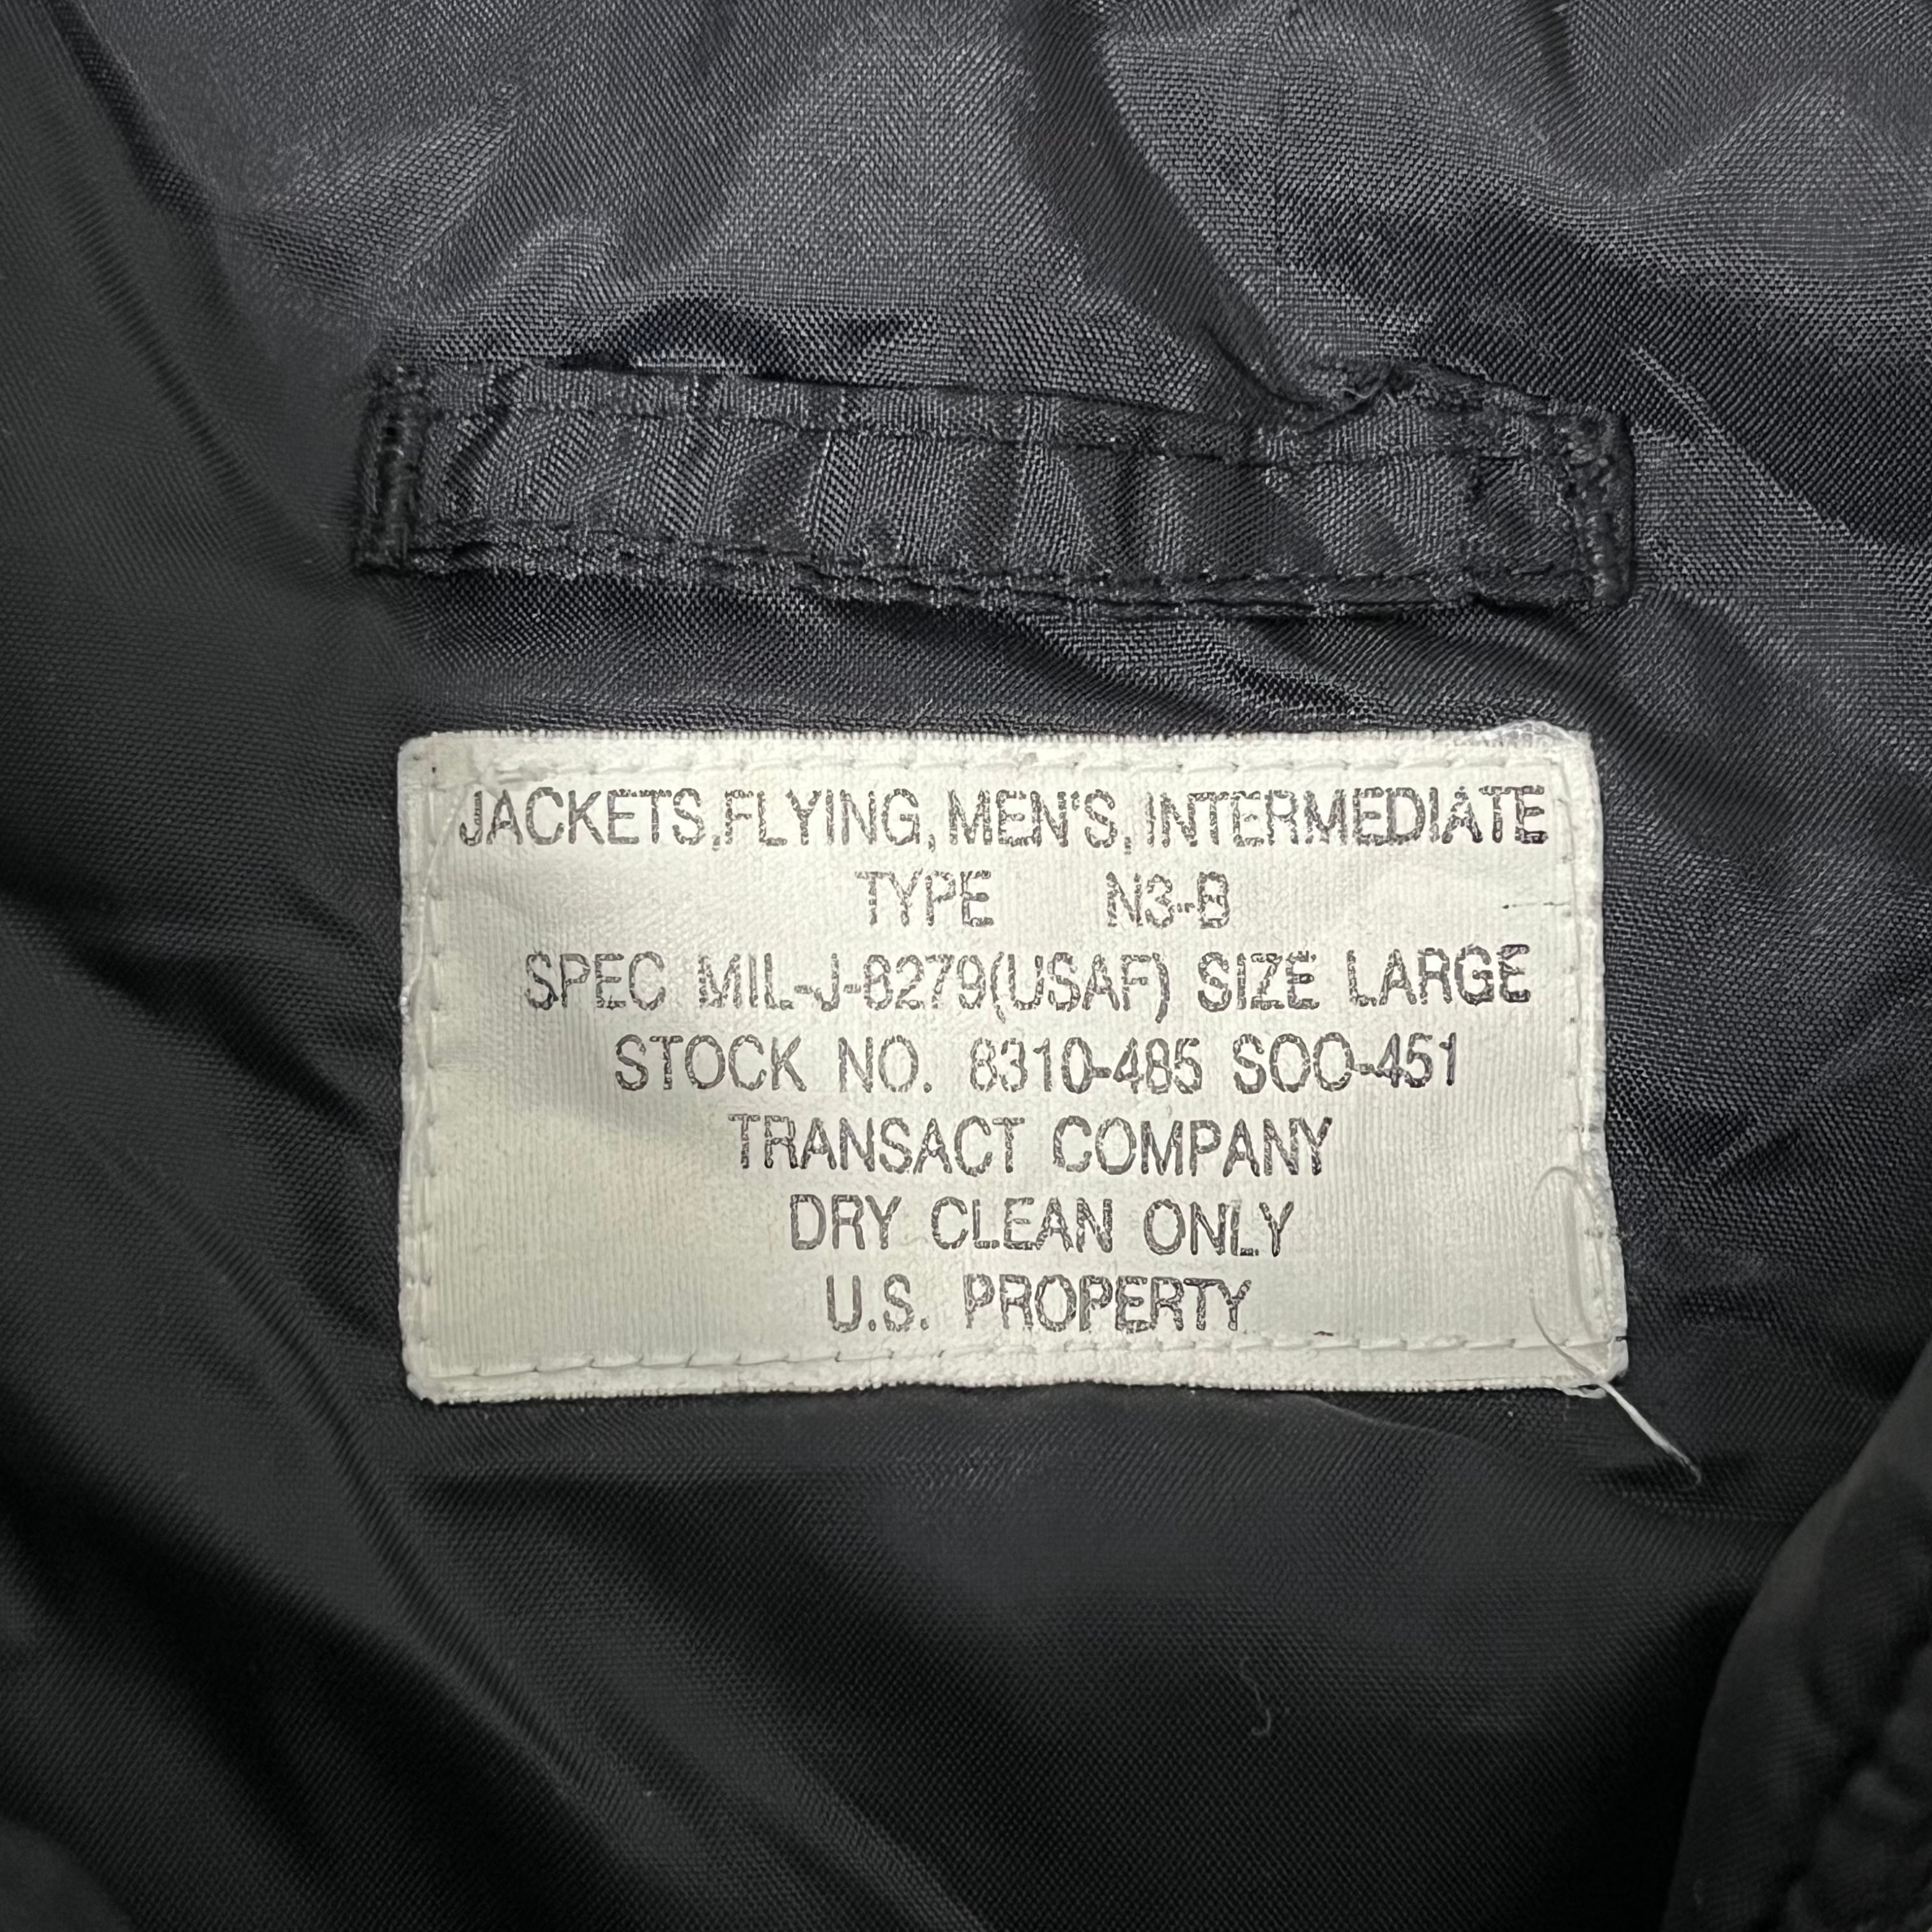 JACKETS,FLYING, MEN'S, INTERMEDIATE
TYPE N3-B
SPEC MIL-J-6279(USAF) SIZE LARGE
STOCK NO. 8310-485 SOO-451
TRANSACT COMPANY
DRY CLEAN ONLY
U.S. PROPERTY